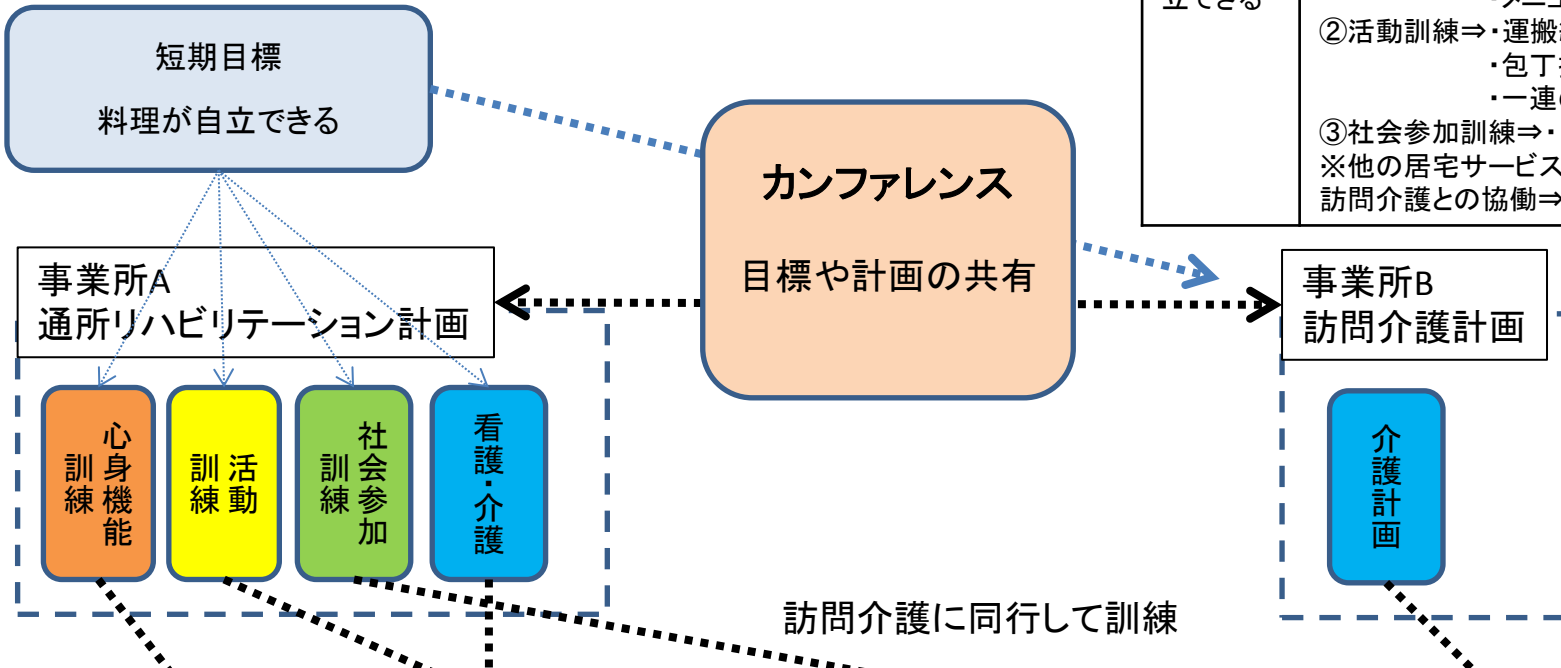 短期目標
料理が自立できる
カンファレンス
目標や計画の共有
立できる
②活動訓練⇒・運搬
・包丁
・一連の
③社会参加訓練⇒・
※他の居宅サービス
訪問介護との協働⇒
事業所A
通所リハビリテーション計画
事業所B
訪問介護計画
心身機能
訓練
活動
訓練
社会参加
訓練
看護・介護
介護計画
訪問介護に同行して訓練